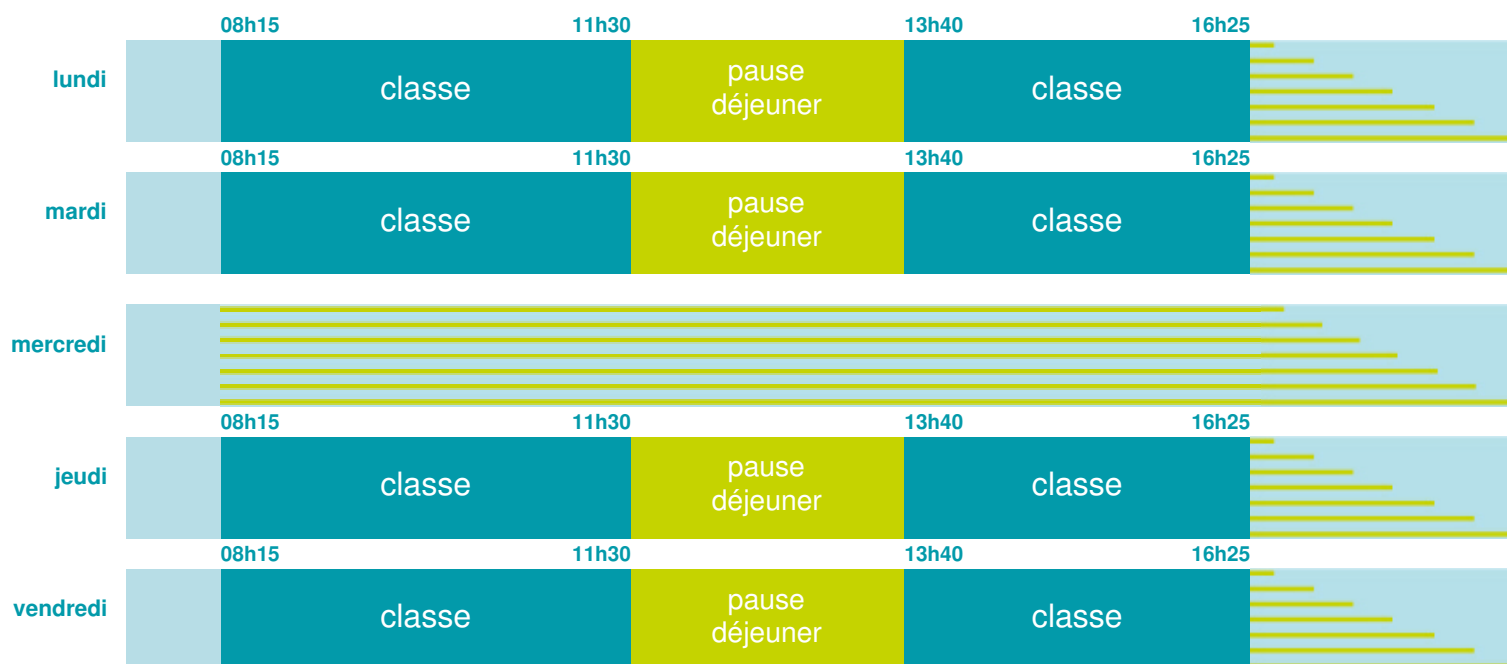 08h15 11h30 13h40 16h25
lundi classe pause déjeuner classe
08h15 11h30 13h40 16h25
mardi classe pause déjeuner classe
mercredi
08h15 11h30 13h40 16h25
jeudi classe pause déjeuner classe
08h15 11h30 13h40 16h25
vendredi classe pause déjeuner classe